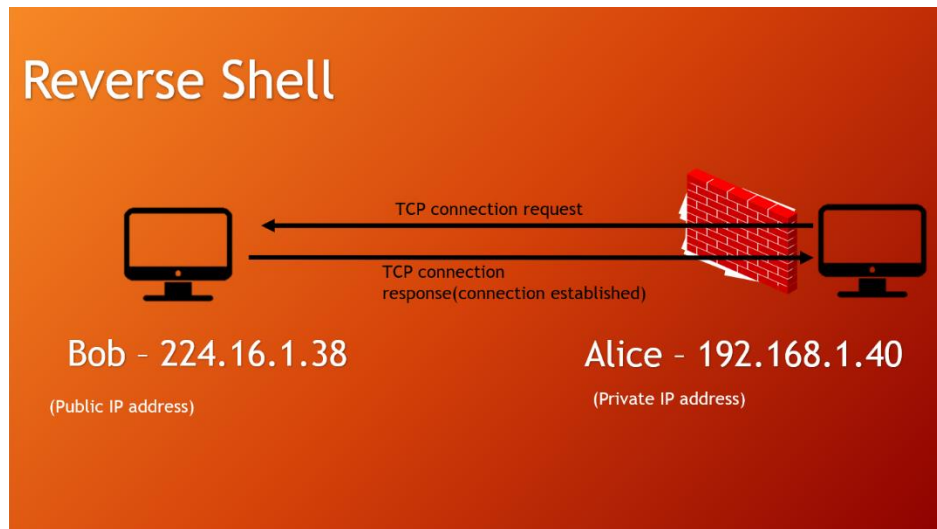 Reverse Shell
TCP connection request
TCP connection
response(connection established)
Bob – 224.16.1.38
(Public IP address)
Alice – 192.168.1.40
(Private IP address)